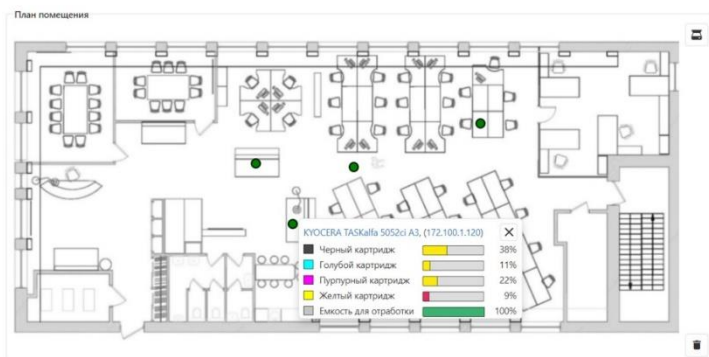 План помещения
KYOCERA TASKalfa 5052ci A3, (172.100.1.120)
Черный картридж 38%
Голубой картридж 11%
Пурпурный картридж 22%
Желтый картридж 9%
Емкость для отработки 100%